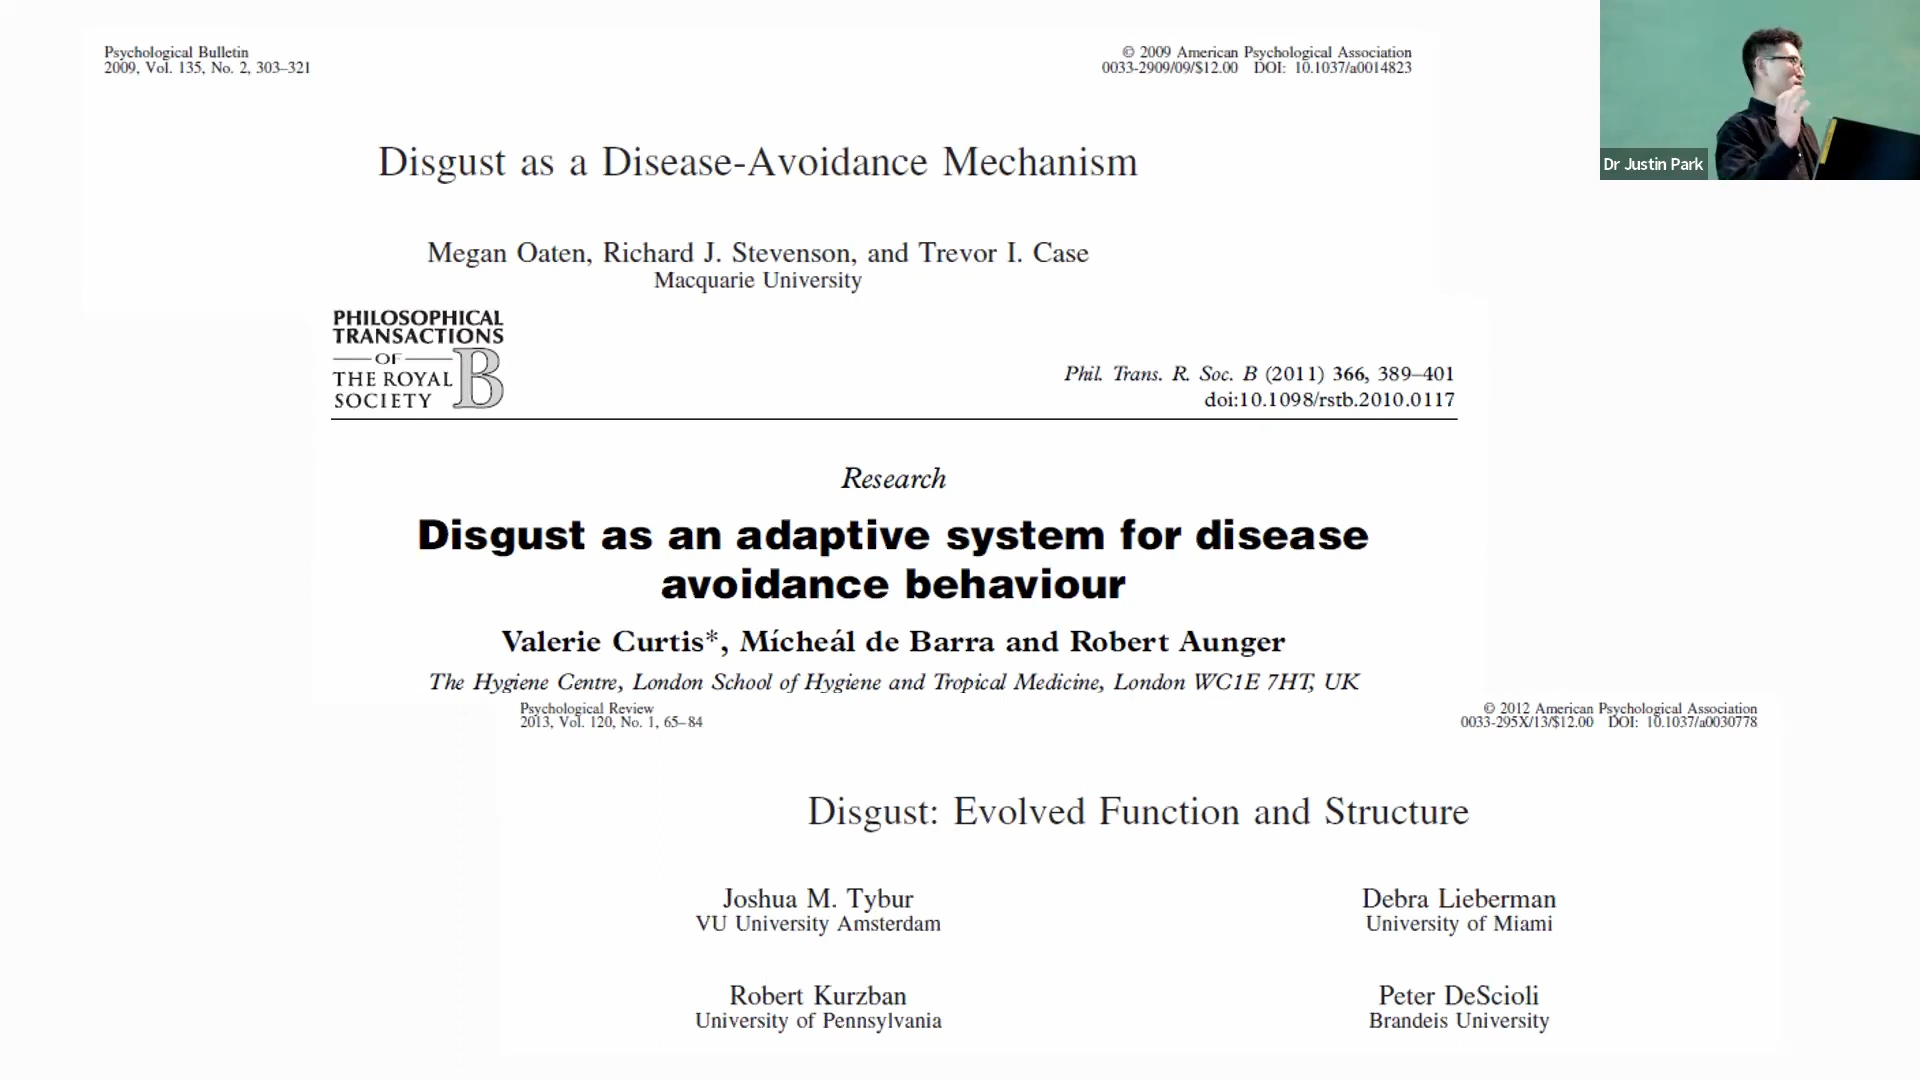 Psychological Bulletin
2009, Vol. 135, No. 2, 303–321
© 2009 American Psychological Association
0033-2909/09/$12.00 DOI: 10.1037/a0014823
Disgust as a Disease-Avoidance Mechanism
Megan Oaten, Richard J. Stevenson, and Trevor I. Case
Macquarie University
Dr Justin Park
PHILOSOPHICAL
TRANSACTIONS
OF
THE ROYAL
SOCIETY
B
Phil. Trans. R. Soc. B (2011) 366, 389–401
doi:10.1098/rstb.2010.0117
Research
Disgust as an adaptive system for disease
avoidance behaviour
Valerie Curtis*, Mícheál de Barra and Robert Aunger
The Hygiene Centre, London School of Hygiene and Tropical Medicine, London WC1E 7HT, UK
Psychological Review
2013, Vol. 120, No. 1, 65–84
© 2012 American Psychological Association
0033-295X/13/$12.00 DOI: 10.1037/a0030778
Disgust: Evolved Function and Structure
Joshua M. Tybur
VU University Amsterdam
Debra Lieberman
University of Miami
Robert Kurzban
University of Pennsylvania
Peter DeScioli
Brandeis University